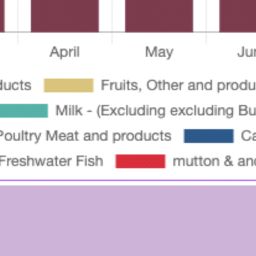 April May Jun
ducts Fruits, Other and produ
Milk - (Excluding excluding Bu
Poultry Meat and products Ca
Freshwater Fish mutton & an